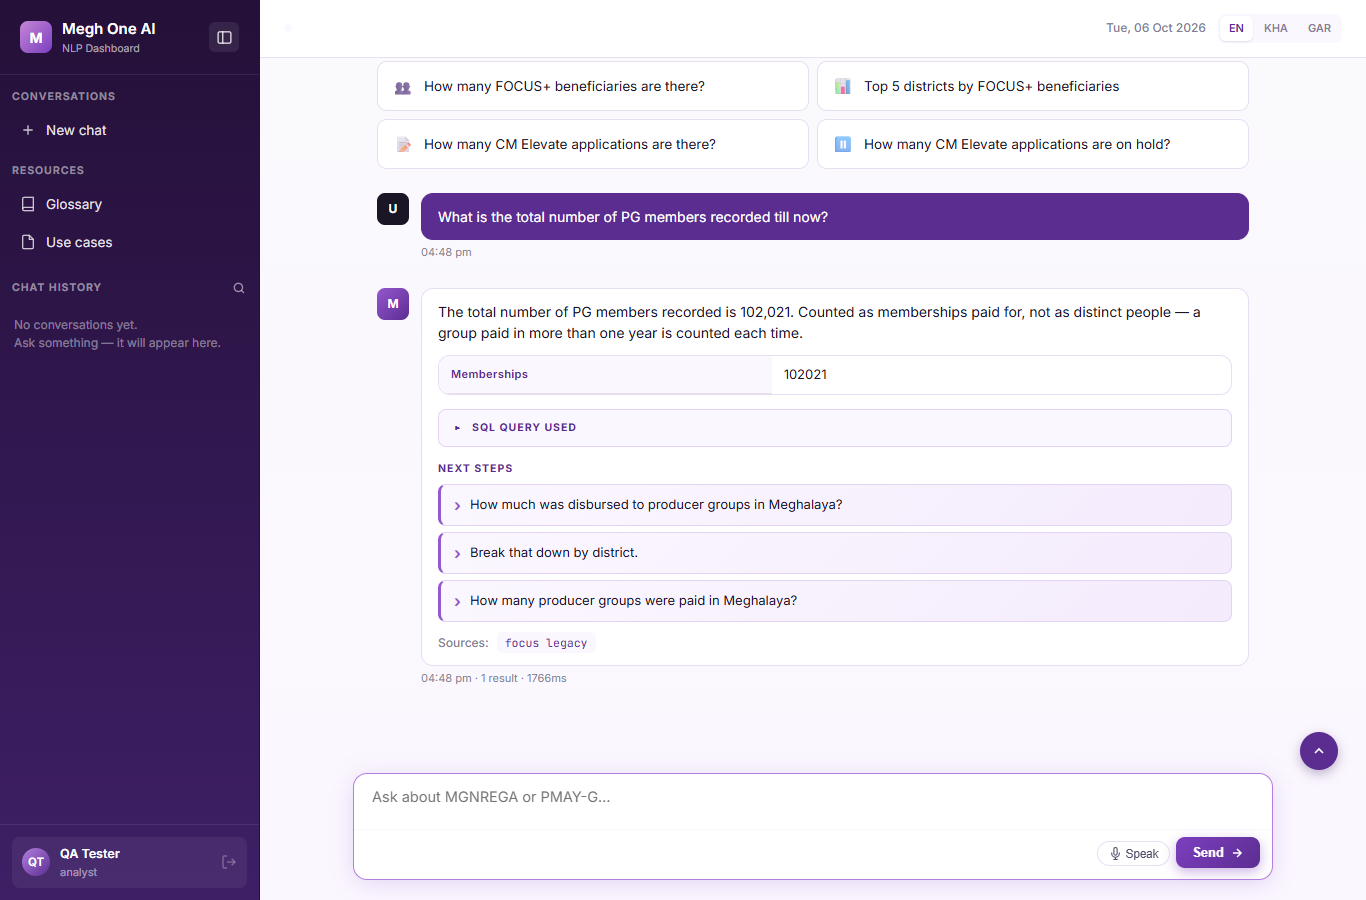 M
Megh One AI
NLP Dashboard
CONVERSATIONS
New chat
RESOURCES
Glossary
Use cases
CHAT HISTORY
No conversations yet.
Ask something — it will appear here.
QT
QA Tester
analyst
Tue, 06 Oct 2026
EN
KHA
GAR
How many FOCUS+ beneficiaries are there?
Top 5 districts by FOCUS+ beneficiaries
How many CM Elevate applications are there?
How many CM Elevate applications are on hold?
U
What is the total number of PG members recorded till now?
04:48 pm
M
The total number of PG members recorded is 102,021. Counted as memberships paid for, not as distinct people — a
group paid in more than one year is counted each time.
Memberships
102021
SQL QUERY USED
NEXT STEPS
How much was disbursed to producer groups in Meghalaya?
Break that down by district.
How many producer groups were paid in Meghalaya?
Sources: focus legacy
04:48 pm · 1 result · 1766ms
Ask about MGNREGA or PMAY-G...
Speak
Send